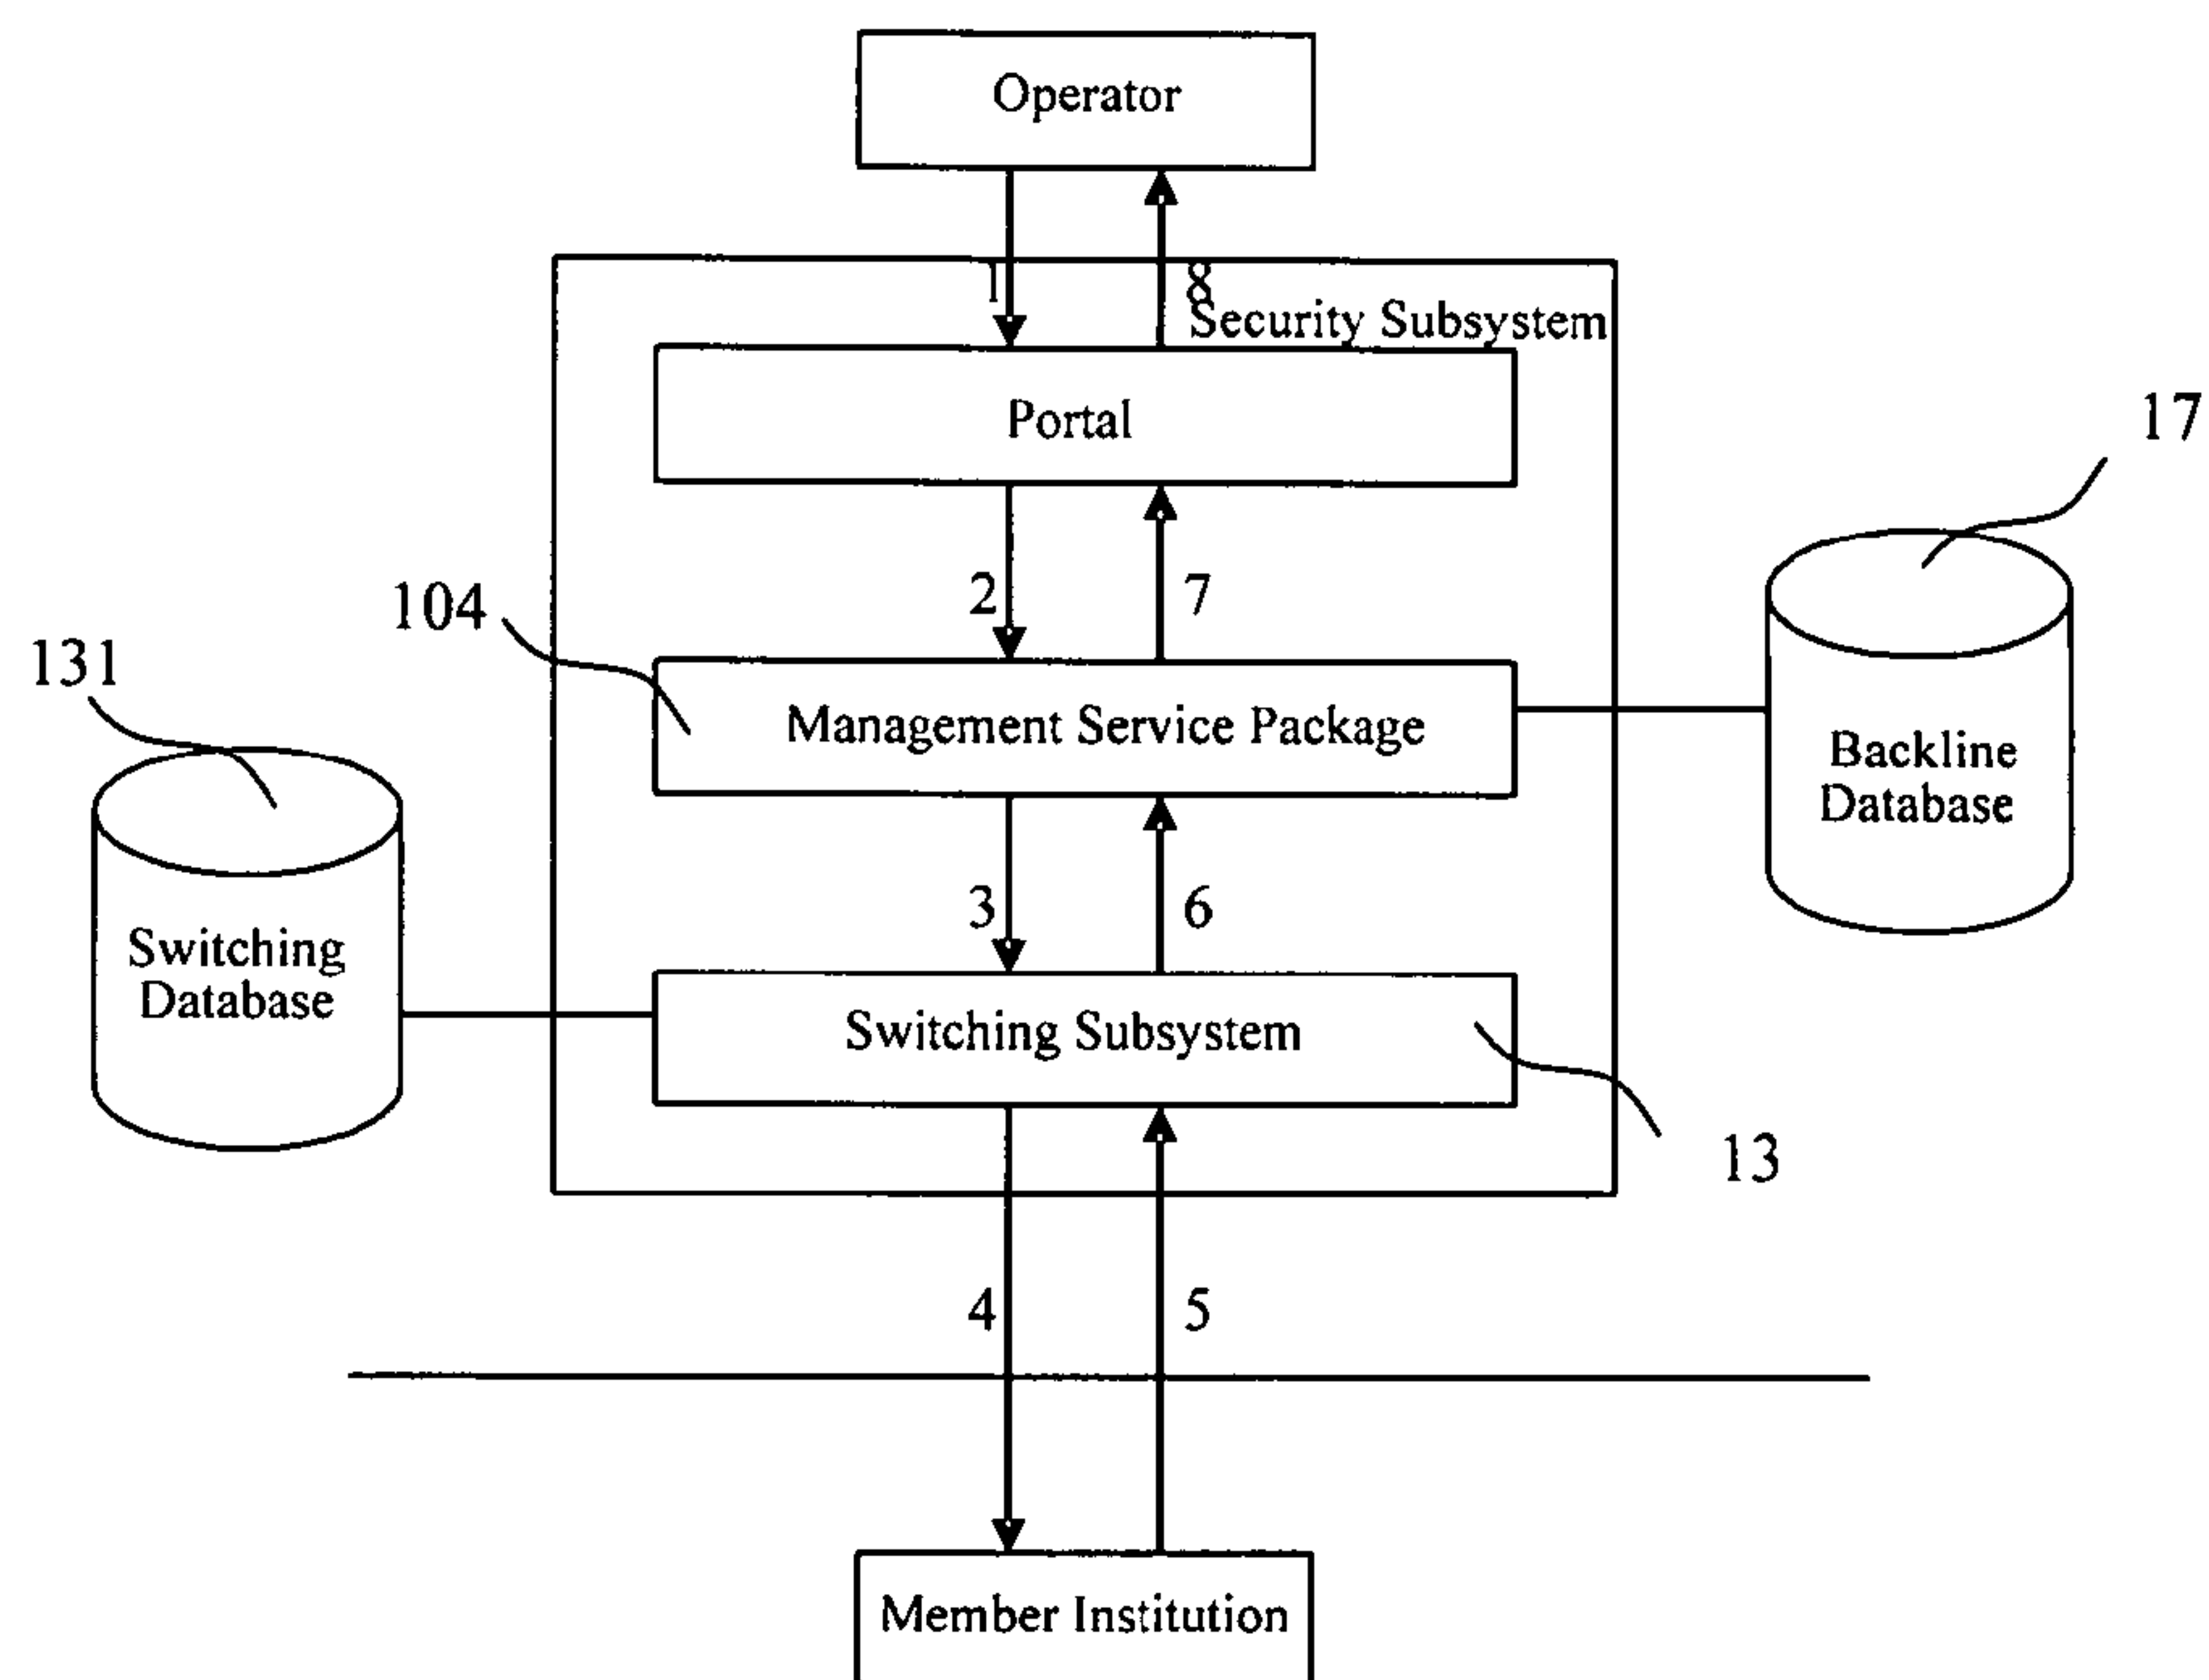 Operator
1
8
Security Subsystem
Portal
17
2
7
104
131
Management Service Package
Backline
Database
3
6
Switching
Database
Switching Subsystem
13
4
5
Member Institution